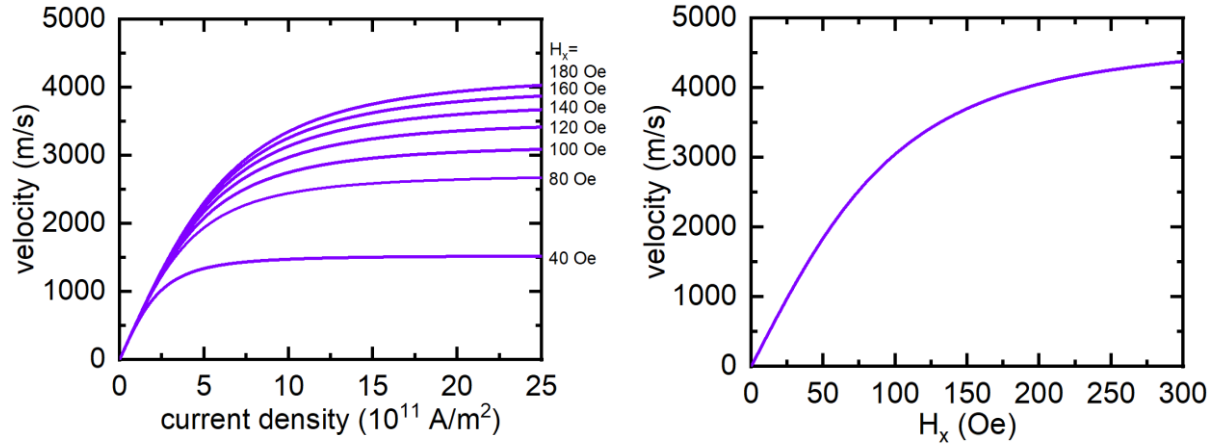 5000
4000
3000
2000
1000
0
velocity (m/s)
0 5 10 15 20 25
current density (10¹¹ A/m²)
Hₓ=
180 Oe
160 Oe
140 Oe
120 Oe
100 Oe
80 Oe
40 Oe
5000
4000
3000
2000
1000
0
velocity (m/s)
0 50 100 150 200 250 300
Hₓ (Oe)